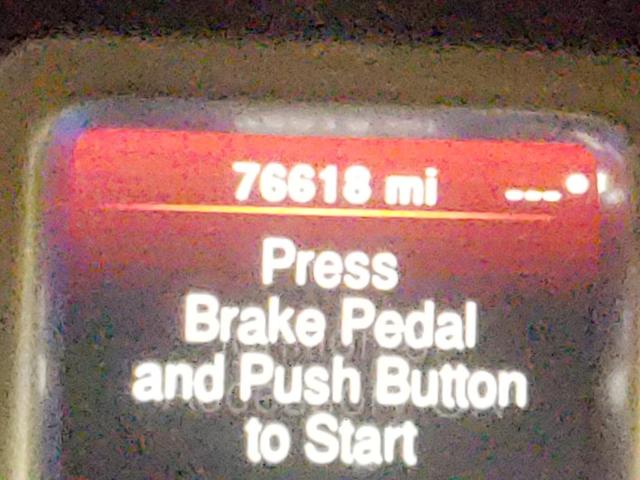 76618 mi ---°
Press
Brake Pedal
and Push Button
to Start